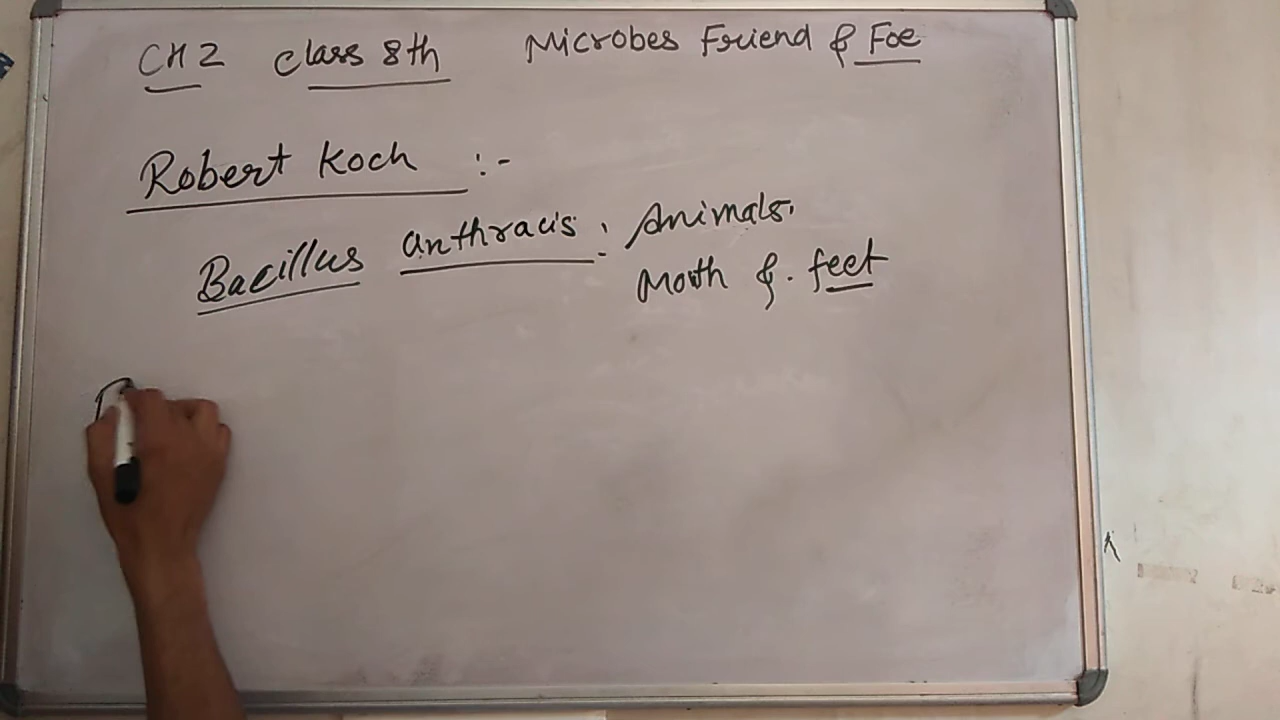 CH 2 Class 8th Microbes Friend & Foe
Robert Koch :-
Bacillus anthracis : Animals.
Mouth &. feet